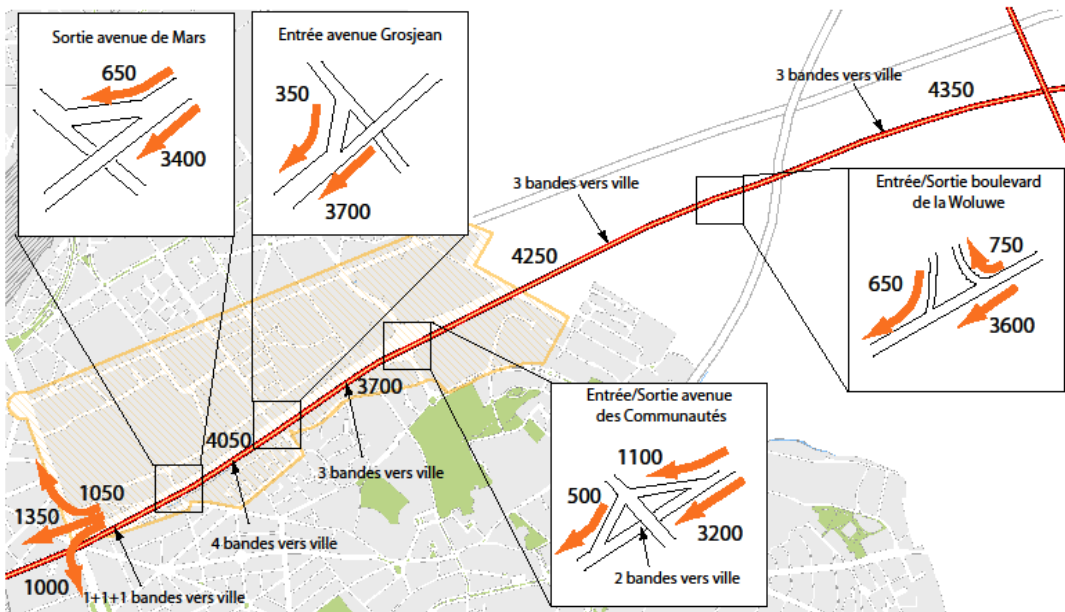 Sortie avenue de Mars
650
3400
Entrée avenue Grosjean
350
3700
3 bandes vers ville
4350
3 bandes vers ville
4250
Entrée/Sortie boulevard
de la Woluwe
750
650
3600
3700
3 bandes vers ville
4050
4 bandes vers ville
Entrée/Sortie avenue
des Communautés
1100
500
3200
2 bandes vers ville
1050
1350
1000
1+1+1 bandes vers ville